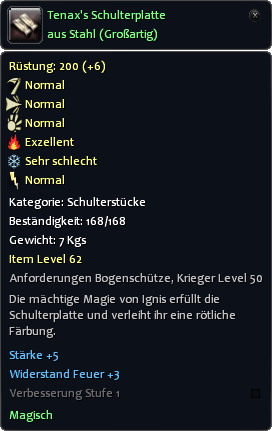 Tenax's Schulterplatte
aus Stahl (Großartig)
Rüstung: 200 (+6)
Normal
Normal
Normal
Exzellent
Sehr schlecht
Normal
Kategorie: Schulterstücke
Beständigkeit: 168/168
Gewicht: 7 Kgs
Item Level 62
Anforderungen Bogenschütze, Krieger Level 50
Die mächtige Magie von Ignis erfüllt die
Schulterplatte und verleiht ihr eine rötliche
Färbung.
Stärke +5
Widerstand Feuer +3
Verbesserung Stufe 1
Magisch